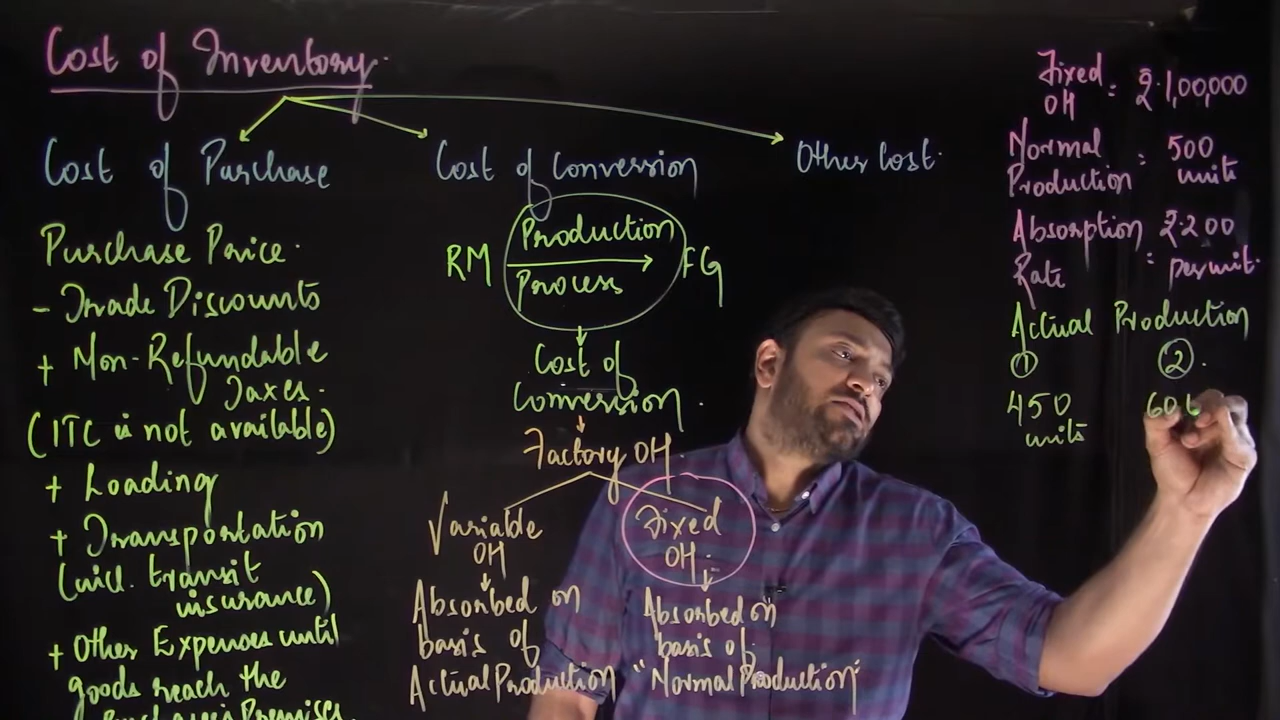 Cost of Inventory.
Cost of Purchase
Purchase Price.
- Trade Discounts
+ Non-Refundable
Taxes.
(ITC is not available)
+ Loading
+ Transportation
(incl. transit
insurance)
+ Other Expenses until
goods reach the
Purchaser's Premises.
Cost of Conversion
RM Production FG
Process
Cost of
Conversion.
Factory OH.
Variable
OH
Absorbed on
basis of
Actual Production
Fixed
OH.
Absorbed on
basis of
"Normal Production"
Other Cost.
Fixed
OH = ₹.1,00,000
Normal
Production = 500
units
Absorption
Rate = ₹.200
per unit.
Actual Production
① ②.
450
units
60